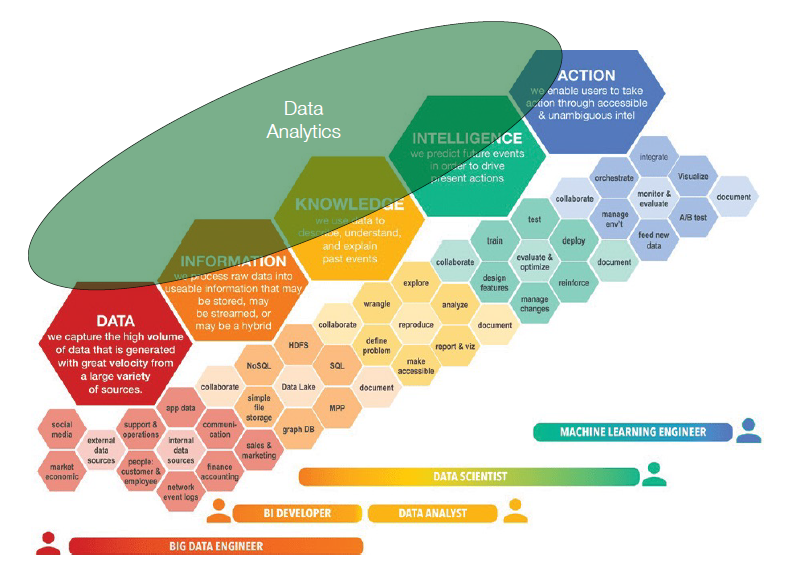 Data
Analytics
ACTION
we enable users to take
action through accessible
& unambiguous intel
INTELLIGENCE
we predict future events
in order to drive
present actions
KNOWLEDGE
we use data to
describe, understand,
and explain
past events
INFORMATION
we process raw data into
useable information that may
be stored, may
be streamed, or
may be a hybrid
DATA
we capture the high volume
of data that is generated
with great velocity from
a large variety
of sources.
integrate
orchestrate
Visualize
collaborate
monitor &
evaluate
document
manage
env't
A/B test
feed new
data
test
train
deploy
collaborate
evaluate &
optimize
document
design
features
reinforce
manage
changes
explore
wrangle
analyze
collaborate
reproduce
document
define
problem
report & viz
make
accessible
HDFS
NoSQL
SQL
collaborate
Data Lake
document
simple
file
storage
MPP
graph DB
app data
support &
operations
communi-
cation
social
media
external
data
sources
internal
data
sources
sales &
marketing
market
economic
people:
customer &
employee
finance
accounting
network
event logs
MACHINE LEARNING ENGINEER
DATA SCIENTIST
BI DEVELOPER
DATA ANALYST
BIG DATA ENGINEER